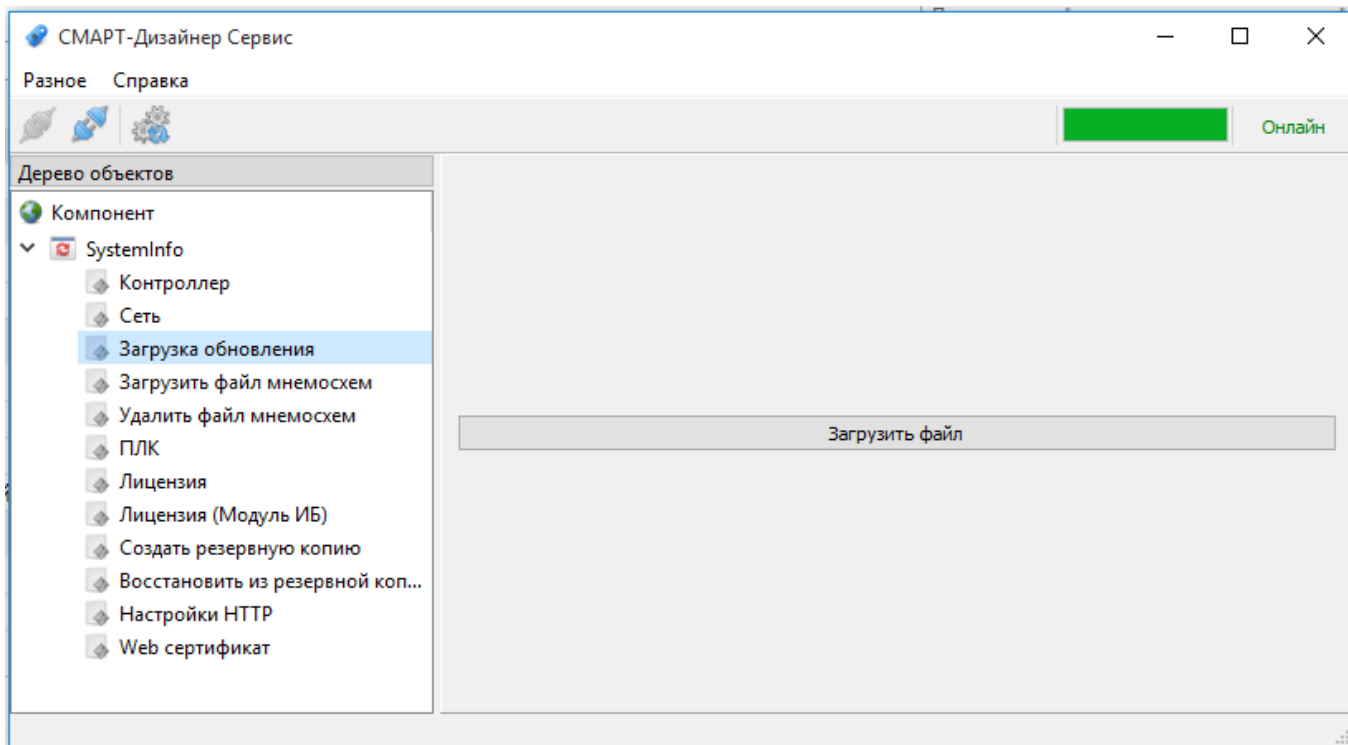 СМАРТ-Дизайнер Сервис
Разное Справка
Онлайн
Дерево объектов
Компонент
SystemInfo
Контроллер
Сеть
Загрузка обновления
Загрузить файл мнемосхем
Удалить файл мнемосхем
ПЛК
Лицензия
Лицензия (Модуль ИБ)
Создать резервную копию
Восстановить из резервной коп...
Настройки HTTP
Web сертификат
Загрузить файл